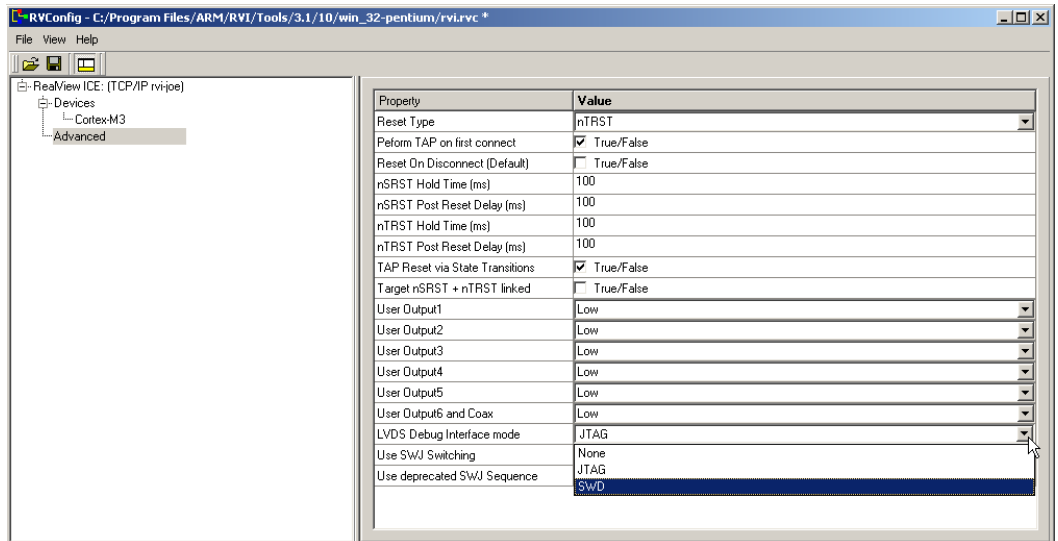 RVConfig - C:/Program Files/ARM/RVI/Tools/3.1/10/win_32-pentium/rvi.rvc *
File View Help
RealView ICE: (TCP/IP rvi-joe)
Devices
Cortex-M3
Advanced
Property Value
Reset Type nTRST
Peform TAP on first connect True/False
Reset On Disconnect (Default) True/False
nSRST Hold Time (ms) 100
nSRST Post Reset Delay (ms) 100
nTRST Hold Time (ms) 100
nTRST Post Reset Delay (ms) 100
TAP Reset via State Transitions True/False
Target nSRST + nTRST linked True/False
User Output1 Low
User Output2 Low
User Output3 Low
User Output4 Low
User Output5 Low
User Output6 and Coax Low
LVDS Debug Interface mode JTAG
Use SWJ Switching None
JTAG
Use deprecated SWJ Sequence SWD